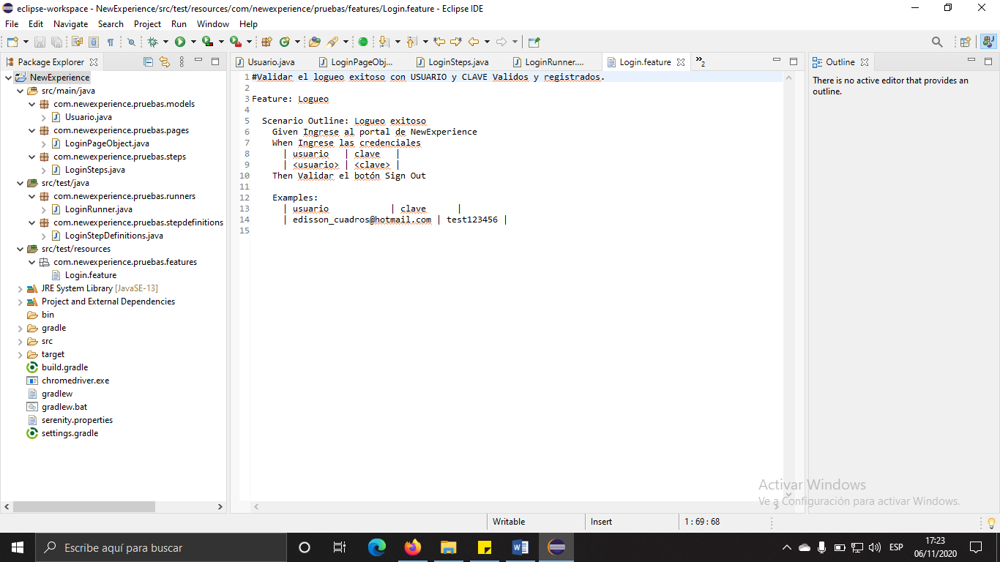 eclipse-workspace - NewExperience/src/test/resources/com/newexperience/pruebas/features/Login.feature - Eclipse IDE
File Edit Navigate Search Project Run Window Help
Package Explorer
NewExperience
src/main/java
com.newexperience.pruebas.models
Usuario.java
com.newexperience.pruebas.pages
LoginPageObject.java
com.newexperience.pruebas.steps
LoginSteps.java
src/test/java
com.newexperience.pruebas.runners
LoginRunner.java
com.newexperience.pruebas.stepdefinitions
LoginStepDefinitions.java
src/test/resources
com.newexperience.pruebas.features
Login.feature
JRE System Library [JavaSE-13]
Project and External Dependencies
bin
gradle
src
target
build.gradle
chromedriver.exe
gradlew
gradlew.bat
serenity.properties
settings.gradle
Usuario.java LoginPageObj... LoginSteps.java LoginRunner.... Login.feature »2
1 #Validar el logueo exitoso con USUARIO y CLAVE Validos y registrados.
2
3 Feature: Logueo
4
5 Scenario Outline: Logueo exitoso
6 Given Ingrese al portal de NewExperience
7 When Ingrese las credenciales
8 | usuario | clave |
9 | <usuario> | <clave> |
10 Then Validar el botón Sign Out
11
12 Examples:
13 | usuario | clave |
14 | edisson_cuadros@hotmail.com | test123456 |
15
Outline
There is no active editor that provides an
outline.
Activar Windows
Ve a Configuración para activar Windows.
Writable Insert 1 : 69 : 68
Escribe aquí para buscar
ESP
17:23
06/11/2020